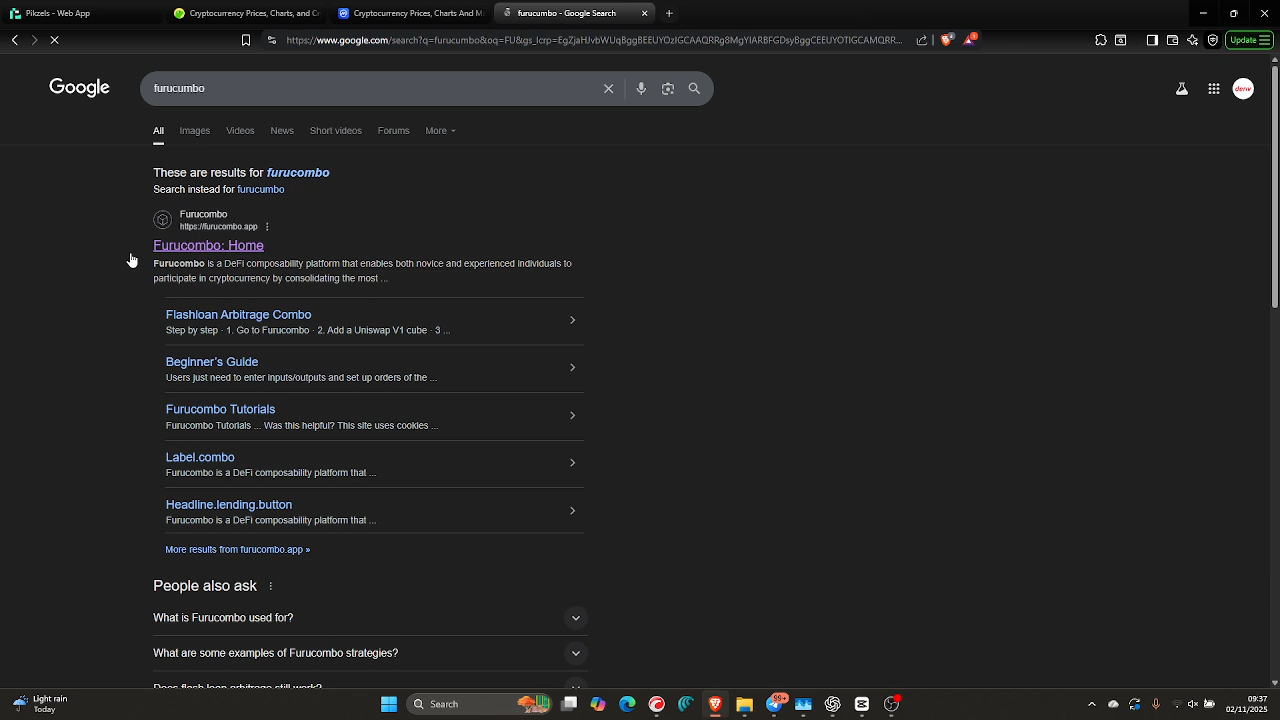 Pikzels - Web App
Cryptocurrency Prices, Charts, and Cr
Cryptocurrency Prices, Charts And M
furucumbo - Google Search
https://www.google.com/search?q=furucumbo&oq=FU&gs_lcrp=
Update
Google
furucumbo
deriv
All Images Videos News Short videos Forums More
These are results for furucombo
Search instead for furucumbo
Furucombo
https://furucombo.app
Furucombo: Home
Furucombo is a DeFi composability platform that enables both novice and experienced individuals to
participate in cryptocurrency by consolidating the most ...
Flashloan Arbitrage Combo
Step by step · 1. Go to Furucombo · 2. Add a Uniswap V1 cube · 3 ...
Beginner's Guide
Users just need to enter inputs/outputs and set up orders of the ...
Furucombo Tutorials
Furucombo Tutorials ... Was this helpful? This site uses cookies ...
Label.combo
Furucombo is a DeFi composability platform that ...
Headline.lending.button
Furucombo is a DeFi composability platform that ...
More results from furucombo.app »
People also ask
What is Furucombo used for?
What are some examples of Furucombo strategies?
Does flash loan arbitrage still work?
Light rain
Today
Search
99+
09:37
02/11/2025